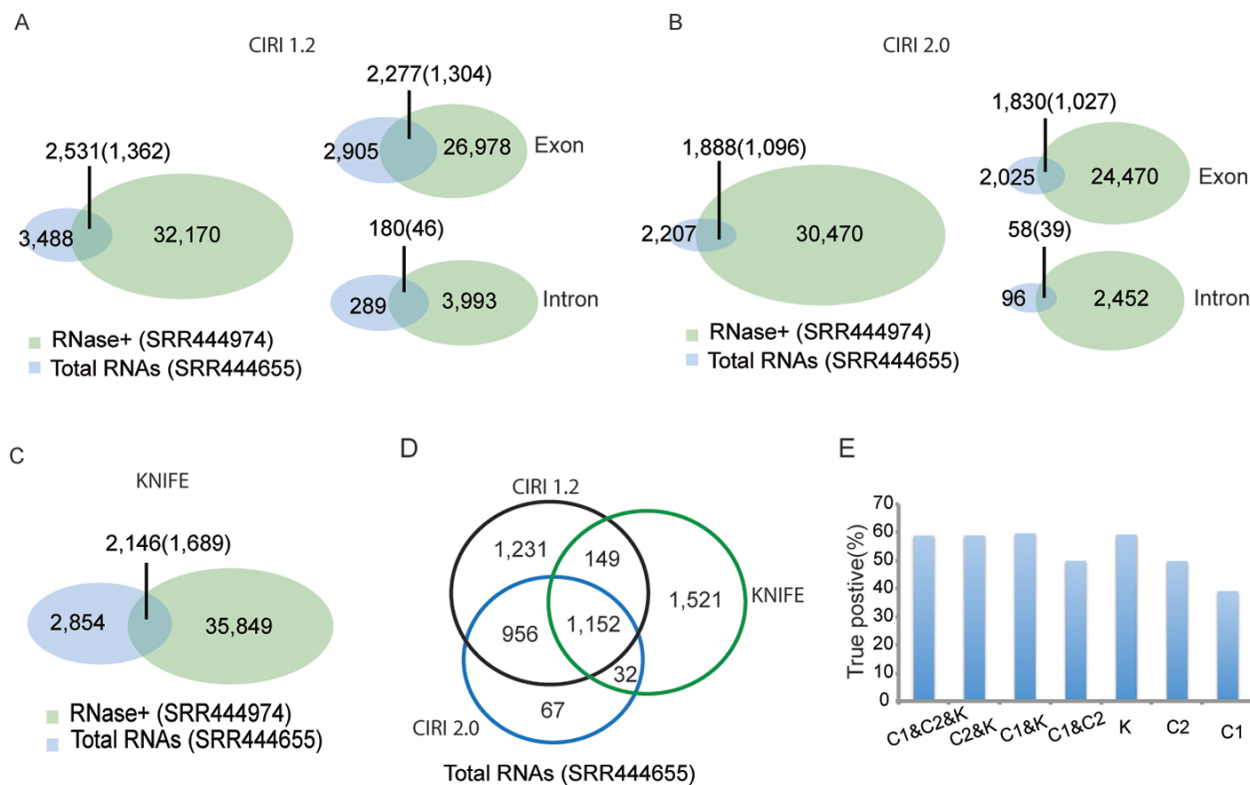 A
CIRI 1.2
2,531(1,362)
3,488
32,170
2,277(1,304)
2,905
26,978
Exon
180(46)
289
3,993
Intron
RNase+ (SRR444974)
Total RNAs (SRR444655)
B
CIRI 2.0
1,888(1,096)
2,207
30,470
1,830(1,027)
2,025
24,470
Exon
58(39)
96
2,452
Intron
RNase+ (SRR444974)
Total RNAs (SRR444655)
C
KNIFE
2,146(1,689)
2,854
35,849
RNase+ (SRR444974)
Total RNAs (SRR444655)
D
CIRI 1.2
1,231
149
KNIFE
1,521
956
1,152
32
67
CIRI 2.0
Total RNAs (SRR444655)
E
True postive(%)
70
60
50
40
30
20
10
0
C1&C2&K
C2&K
C1&K
C1&C2
K
C2
C1